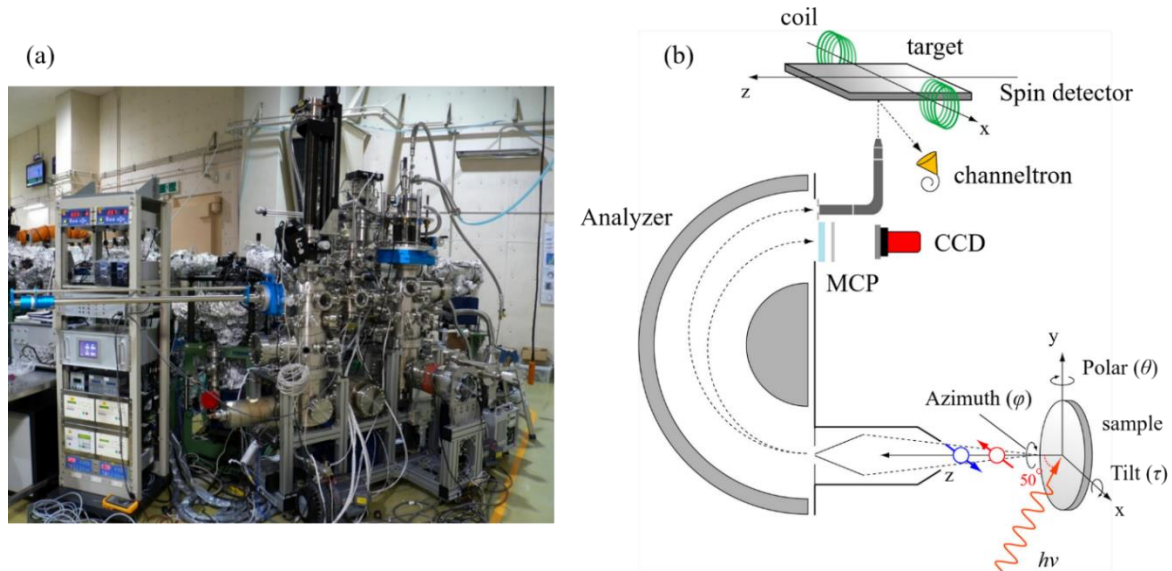 (a)
(b)
coil
target
z
Spin detector
x
channeltron
Analyzer
CCD
MCP
y
Polar (θ)
Azimuth (φ)
sample
z
50°
Tilt (τ)
x
hν